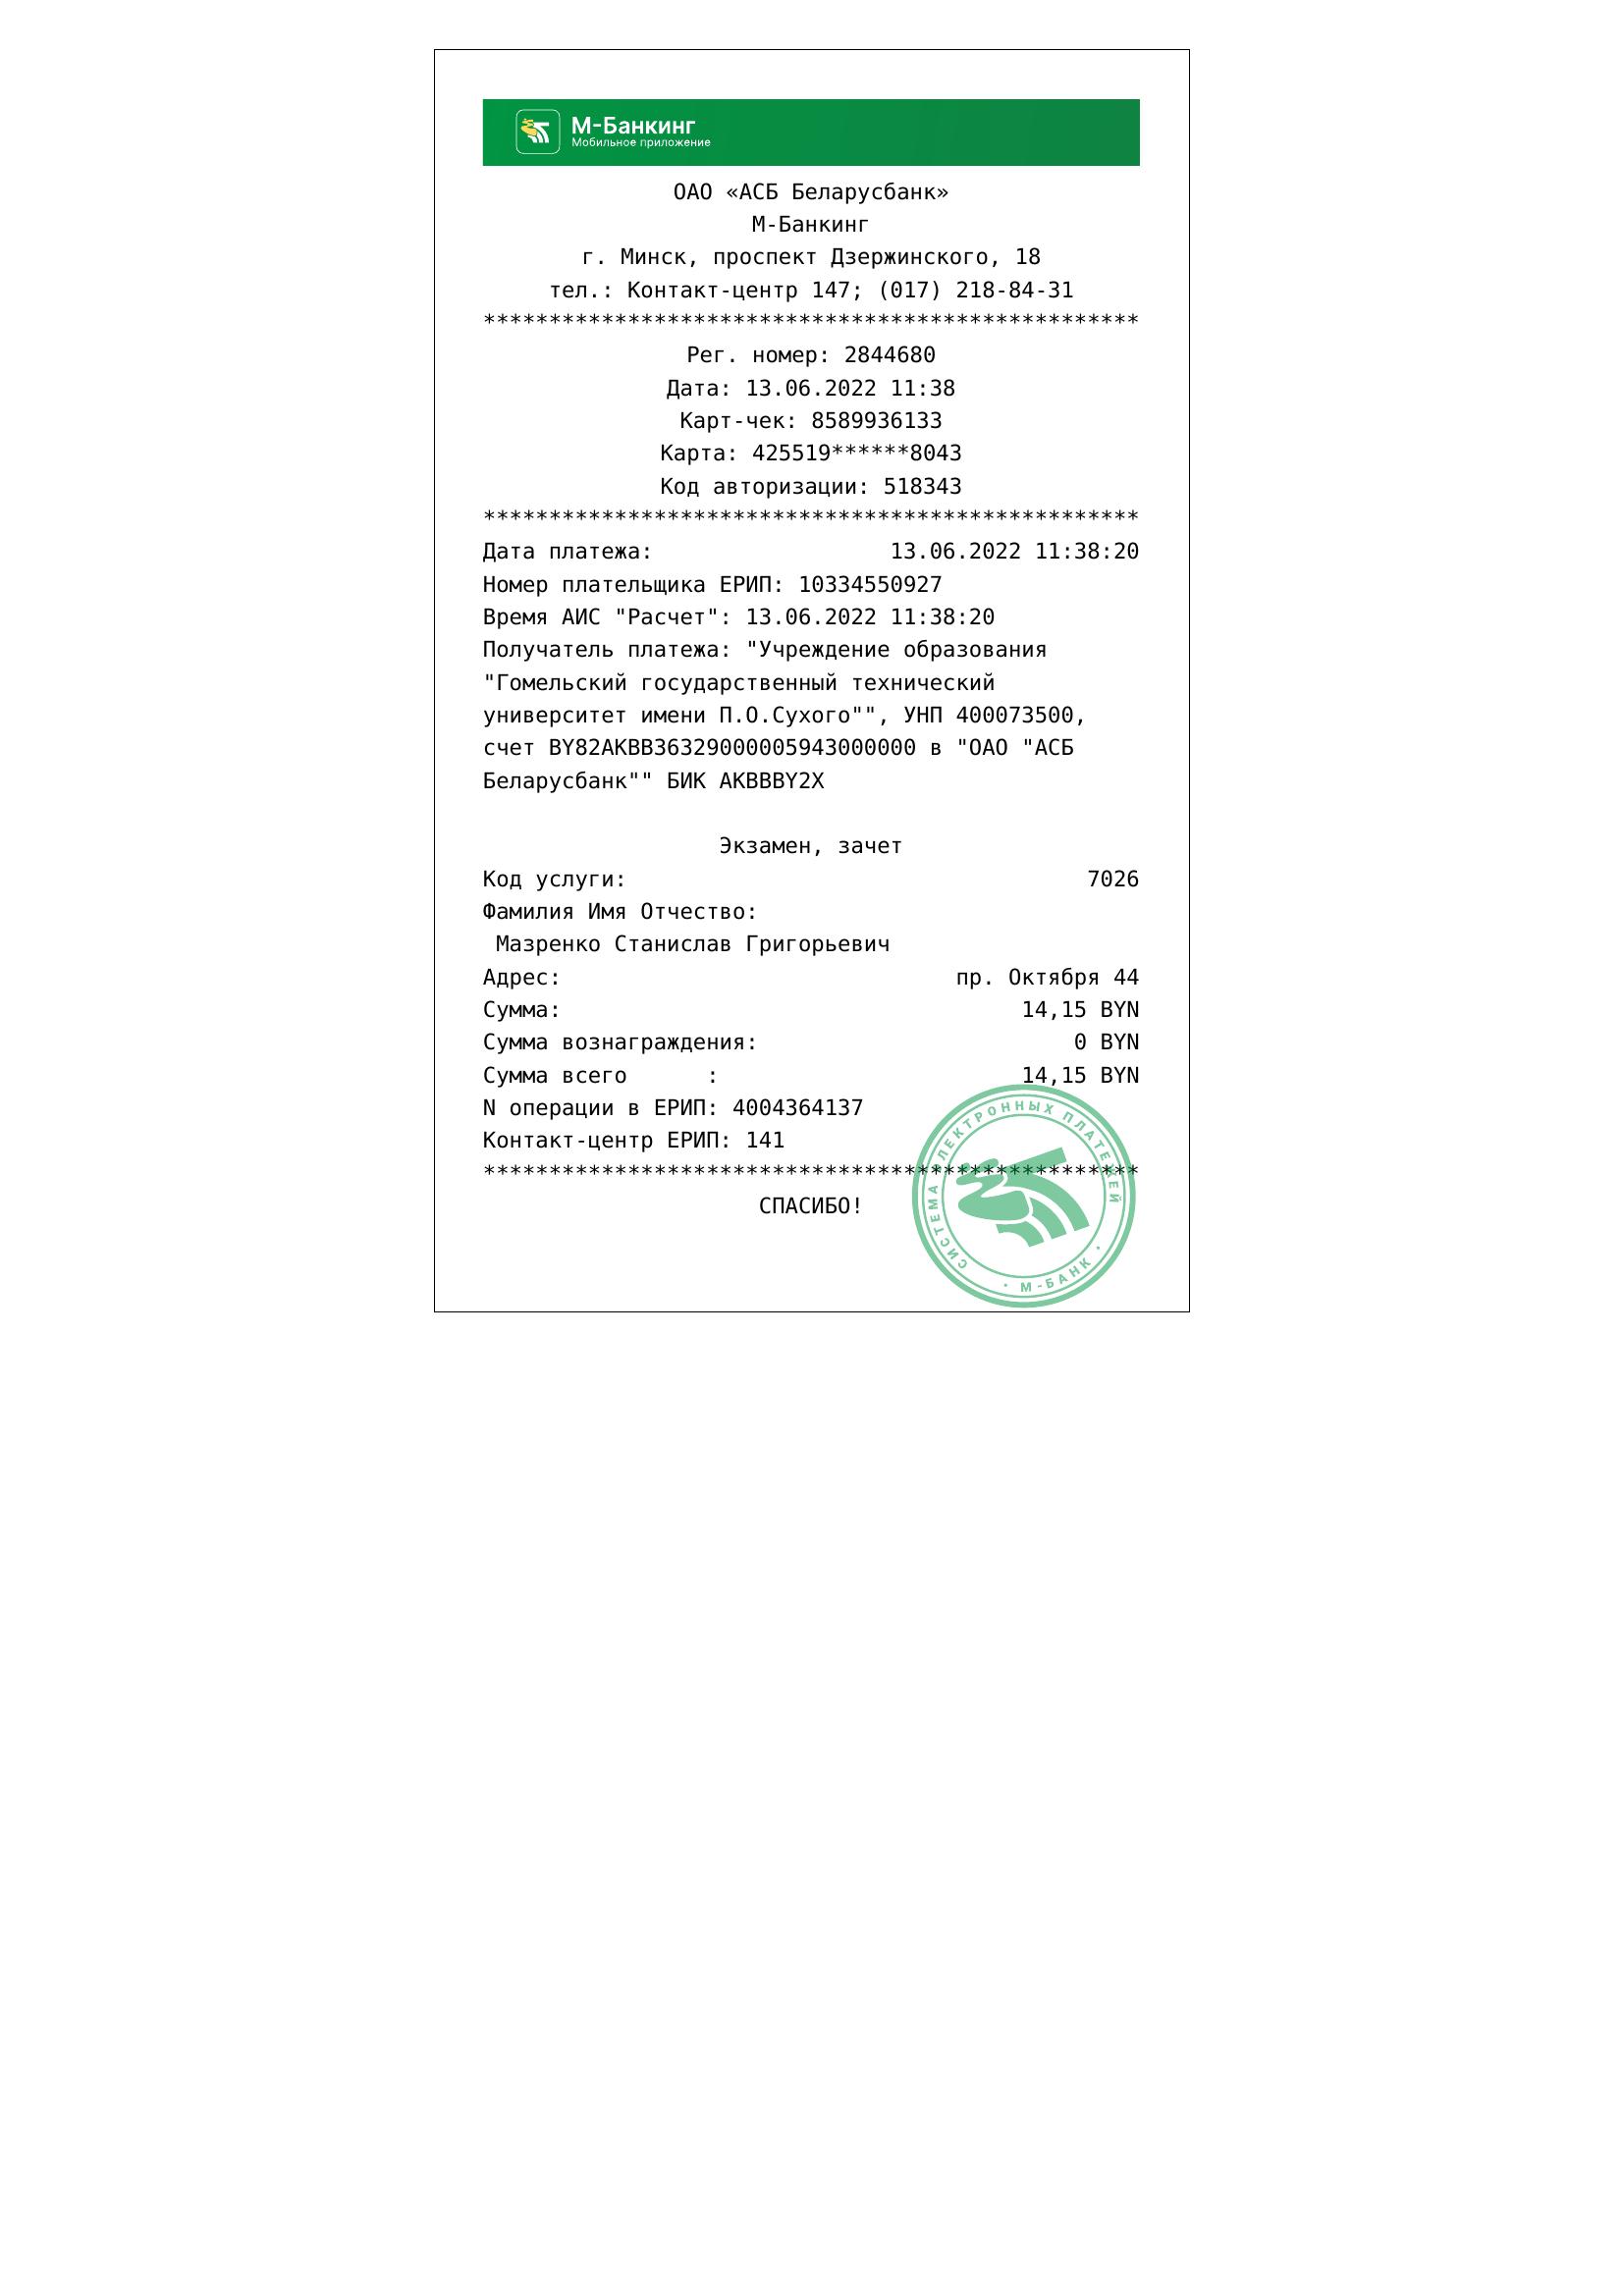 М-Банкинг
Мобильное приложение
ОАО «АСБ Беларусбанк»
М-Банкинг
г. Минск, проспект Дзержинского, 18
тел.: Контакт-центр 147; (017) 218-84-31
**************************************************
Рег. номер: 2844680
Дата: 13.06.2022 11:38
Карт-чек: 8589936133
Карта: 425519******8043
Код авторизации: 518343
**************************************************
Дата платежа: 13.06.2022 11:38:20
Номер плательщика ЕРИП: 10334550927
Время АИС "Расчет": 13.06.2022 11:38:20
Получатель платежа: "Учреждение образования
"Гомельский государственный технический
университет имени П.О.Сухого"", УНП 400073500,
счет BY82AKBB36329000005943000000 в "ОАО "АСБ
Беларусбанк"" БИК AKBBBY2X
Экзамен, зачет
Код услуги: 7026
Фамилия Имя Отчество:
Мазренко Станислав Григорьевич
Адрес: пр. Октября 44
Сумма: 14,15 BYN
Сумма вознаграждения: 0 BYN
Сумма всего : 14,15 BYN
N операции в ЕРИП: 4004364137
Контакт-центр ЕРИП: 141
**************************************************
СПАСИБО!
СИСТЕМА ЭЛЕКТРОННЫХ ПЛАТЕЖЕЙ
• М-БАНК •